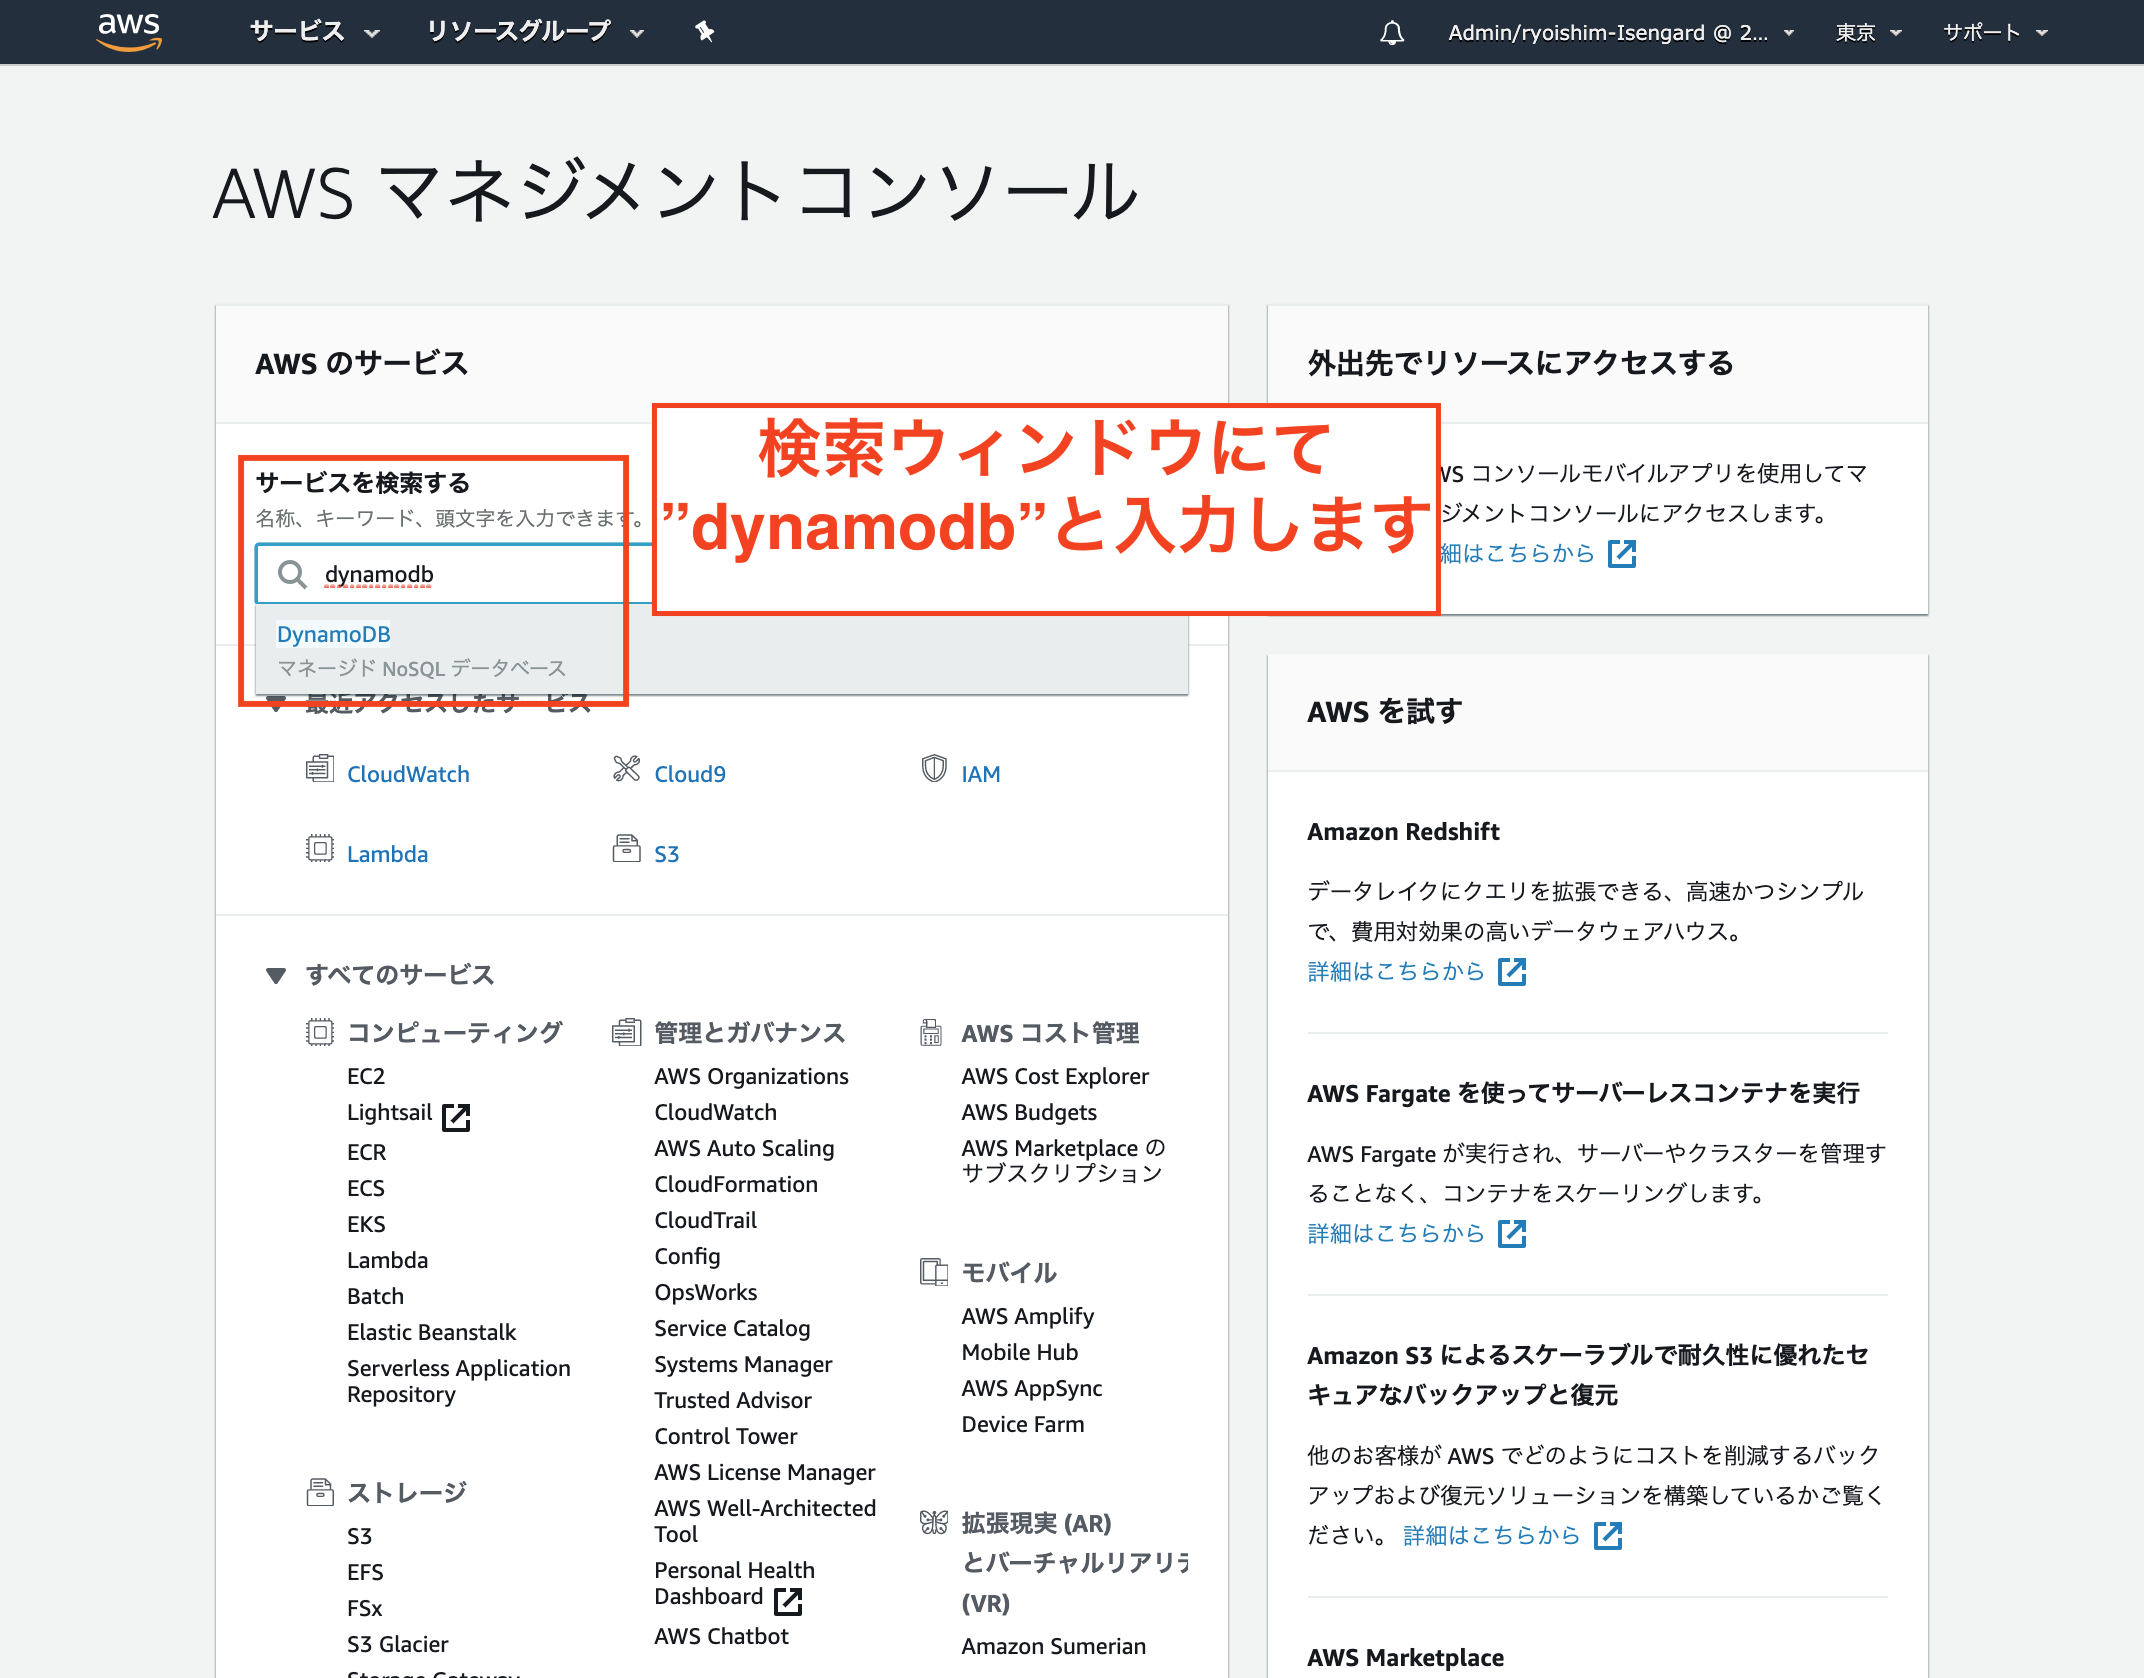 aws
サービス
リソースグループ
Admin/ryoishim-Isengard @ 2...
東京
サポート
AWS マネジメントコンソール
AWS のサービス
サービスを検索する
名称、キーワード、頭文字を入力できます。
dynamodb
DynamoDB
マネージド NoSQL データベース
検索ウィンドウにて
”dynamodb”と入力します
最近アクセスしたサービス
CloudWatch
Cloud9
IAM
Lambda
S3
すべてのサービス
コンピューティング
EC2
Lightsail
ECR
ECS
EKS
Lambda
Batch
Elastic Beanstalk
Serverless Application
Repository
ストレージ
S3
EFS
FSx
S3 Glacier
Storage Gateway
管理とガバナンス
AWS Organizations
CloudWatch
AWS Auto Scaling
CloudFormation
CloudTrail
Config
OpsWorks
Service Catalog
Systems Manager
Trusted Advisor
Control Tower
AWS License Manager
AWS Well-Architected
Tool
Personal Health
Dashboard
AWS Chatbot
AWS コスト管理
AWS Cost Explorer
AWS Budgets
AWS Marketplace の
サブスクリプション
モバイル
AWS Amplify
Mobile Hub
AWS AppSync
Device Farm
拡張現実 (AR)
とバーチャルリアリテ
(VR)
Amazon Sumerian
外出先でリソースにアクセスする
WS コンソールモバイルアプリを使用してマ
ジメントコンソールにアクセスします。
細はこちらから
AWS を試す
Amazon Redshift
データレイクにクエリを拡張できる、高速かつシンプル
で、費用対効果の高いデータウェアハウス。
詳細はこちらから
AWS Fargate を使ってサーバーレスコンテナを実行
AWS Fargate が実行され、サーバーやクラスターを管理す
ることなく、コンテナをスケーリングします。
詳細はこちらから
Amazon S3 によるスケーラブルで耐久性に優れたセ
キュアなバックアップと復元
他のお客様が AWS でどのようにコストを削減するバック
アップおよび復元ソリューションを構築しているかご覧く
ださい。 詳細はこちらから
AWS Marketplace